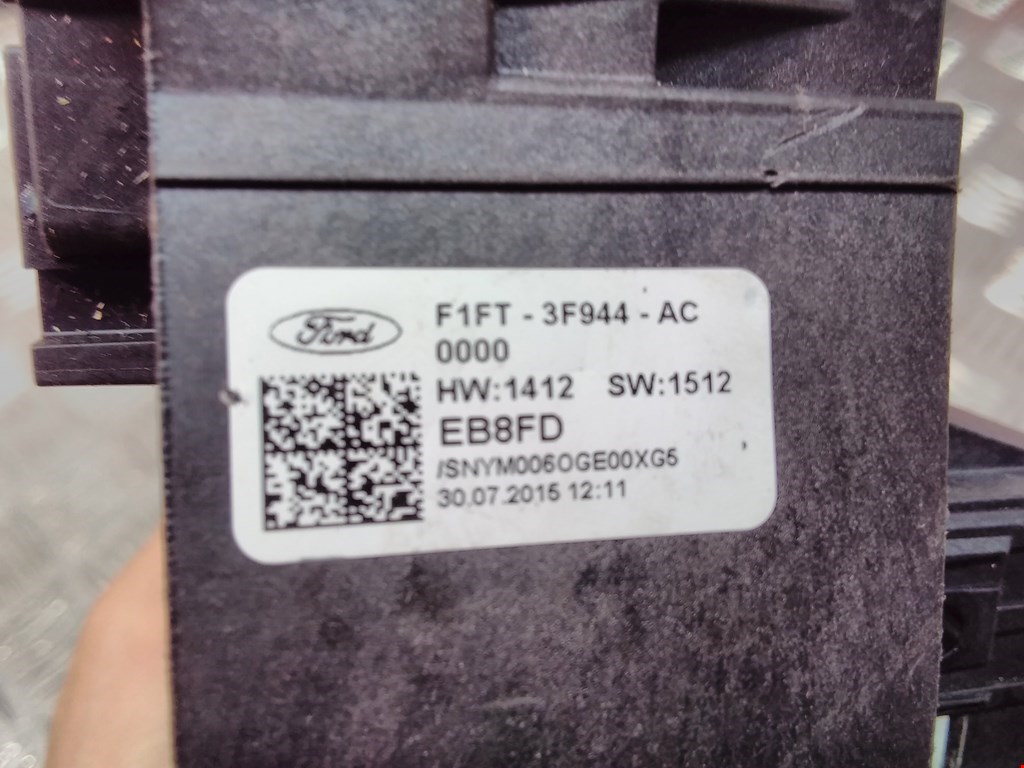 Ford
F1FT - 3F944 - AC
0000
HW:1412 SW:1512
EB8FD
/SNYM006OGE00XG5
30.07.2015 12:11